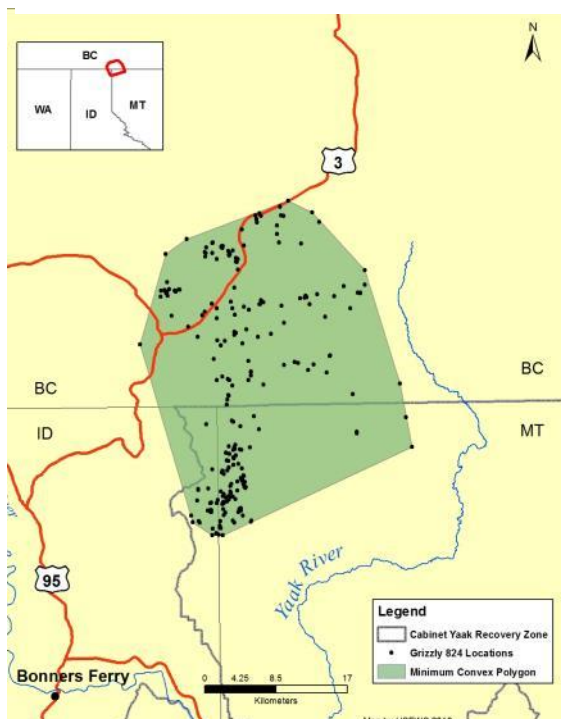 BC
WA
ID
MT
N
3
BC
BC
ID
MT
Yaak River
95
Bonners Ferry
0 4.25 8.5 17
Kilometers
Legend
Cabinet Yaak Recovery Zone
Grizzly 824 Locations
Minimum Convex Polygon